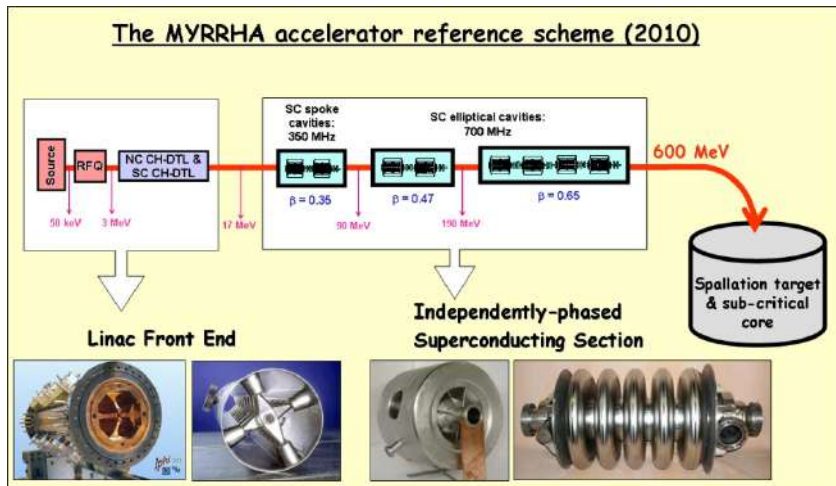 The MYRRHA accelerator reference scheme (2010)
SC spoke
cavities:
350 MHz
SC elliptical cavities:
700 MHz
Source
RFQ
NC CH-DTL &
SC CH-DTL
600 MeV
β = 0.35
β = 0.47
β = 0.65
50 keV
3 MeV
17 MeV
90 MeV
190 MeV
Spallation target
& sub-critical
core
Linac Front End
Independently-phased
Superconducting Section